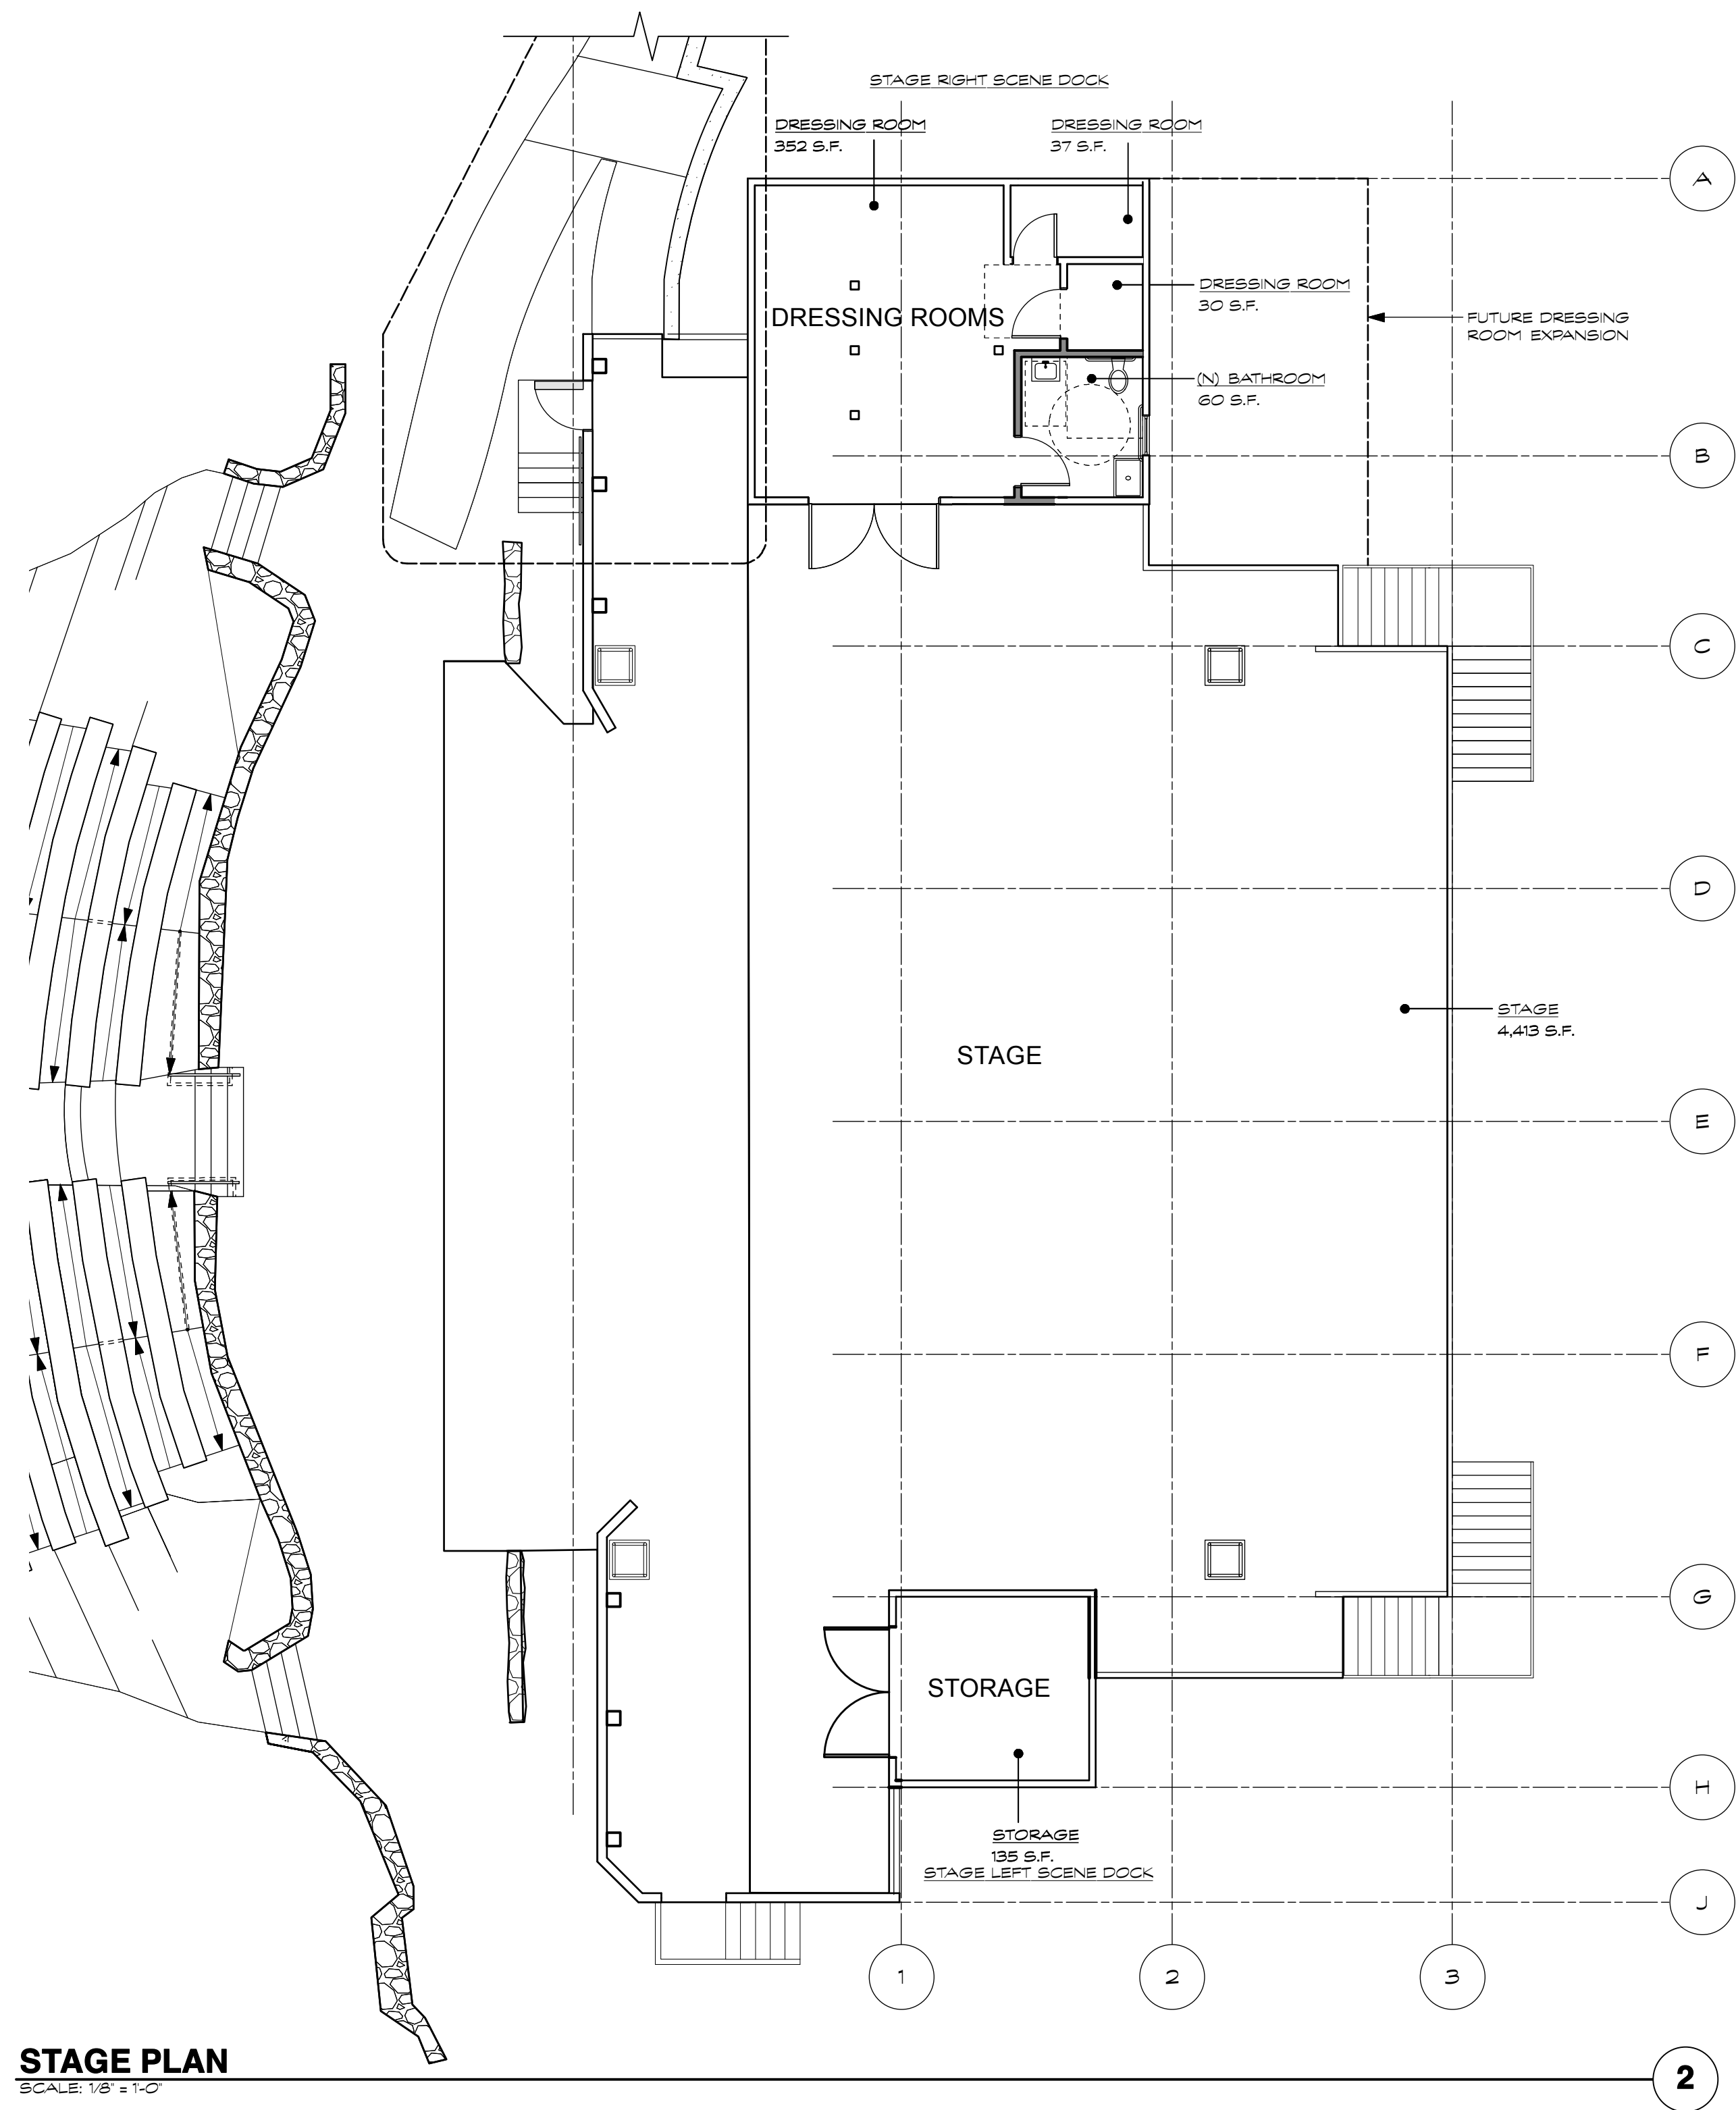 STAGE RIGHT SCENE DOCK
DRESSING ROOM
352 S.F.
DRESSING ROOM
37 S.F.
A
DRESSING ROOM
30 S.F.
DRESSING ROOMS
FUTURE DRESSING
ROOM EXPANSION
(N) BATHROOM
60 S.F.
B
C
D
STAGE
4,413 S.F.
STAGE
E
F
G
STORAGE
H
STORAGE
135 S.F.
STAGE LEFT SCENE DOCK
J
1
2
3
STAGE PLAN
SCALE: 1/8" = 1'-0"
2